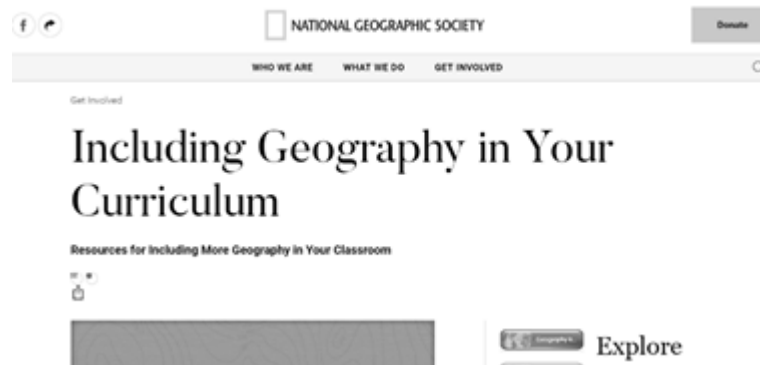 NATIONAL GEOGRAPHIC SOCIETY
Donate
WHO WE ARE WHAT WE DO GET INVOLVED
Get Involved
Including Geography in Your
Curriculum
Resources for Including More Geography in Your Classroom
Explore